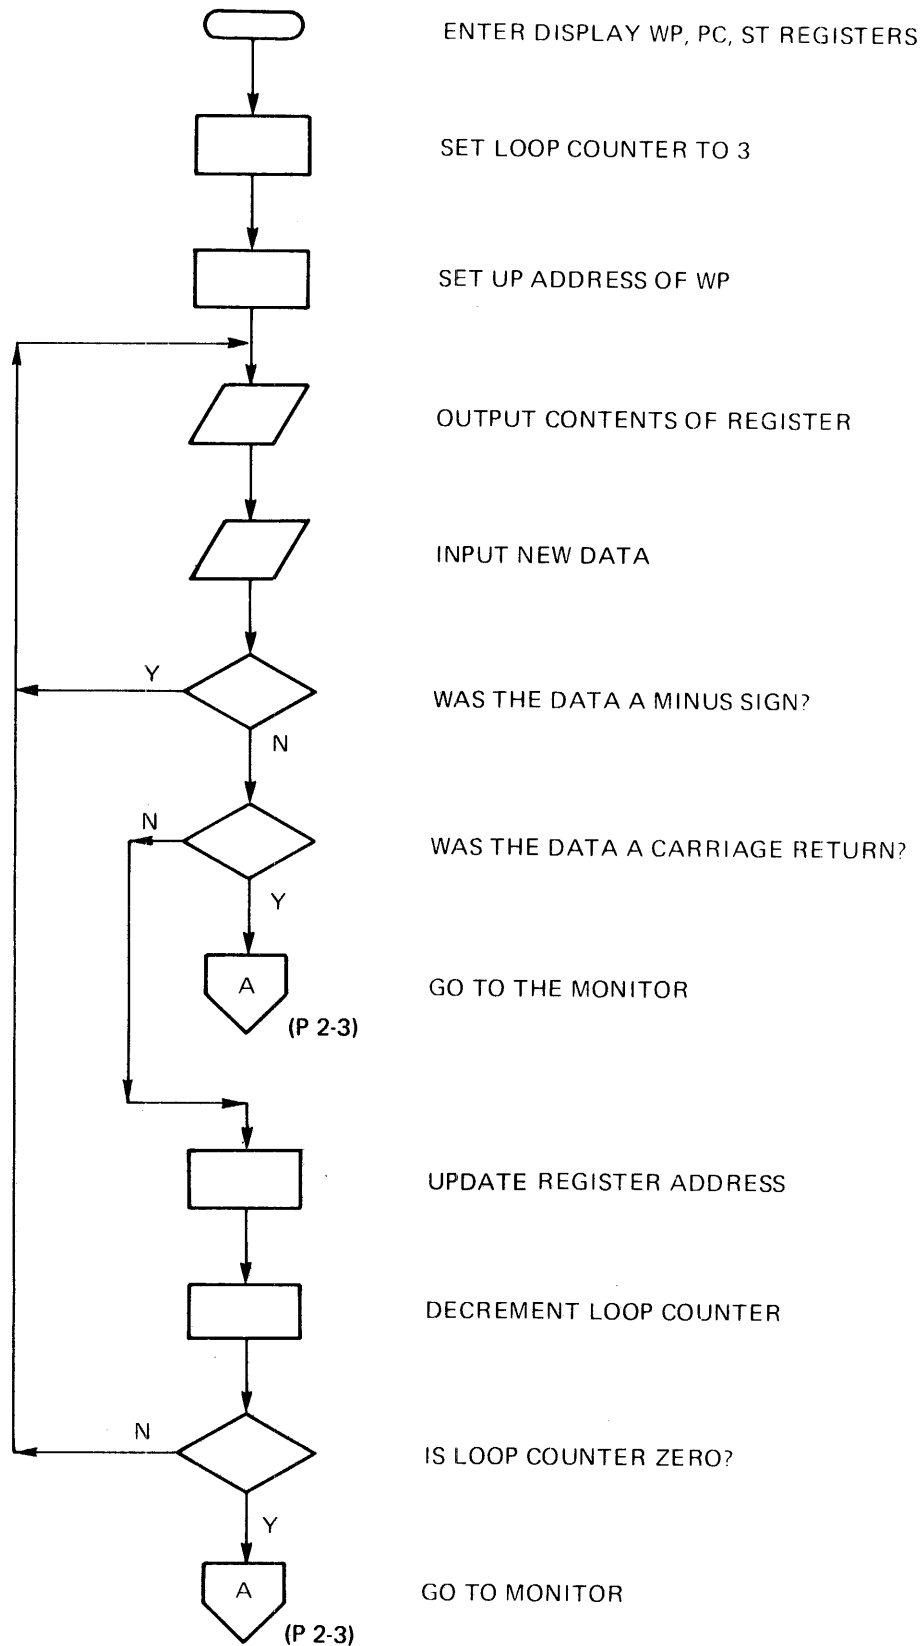 ENTER DISPLAY WP, PC, ST REGISTERS
SET LOOP COUNTER TO 3
SET UP ADDRESS OF WP
OUTPUT CONTENTS OF REGISTER
INPUT NEW DATA
Y
WAS THE DATA A MINUS SIGN?
N
N
WAS THE DATA A CARRIAGE RETURN?
Y
A
GO TO THE MONITOR
(P 2-3)
UPDATE REGISTER ADDRESS
DECREMENT LOOP COUNTER
N
IS LOOP COUNTER ZERO?
Y
A
GO TO MONITOR
(P 2-3)